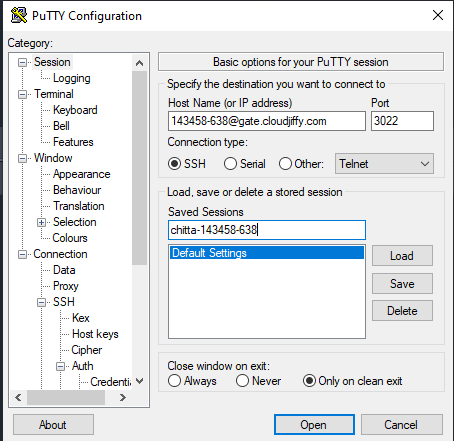 PuTTY Configuration
Category:
Session
Logging
Terminal
Keyboard
Bell
Features
Window
Appearance
Behaviour
Translation
Selection
Colours
Connection
Data
Proxy
SSH
Kex
Host keys
Cipher
Auth
Credentia
Basic options for your PuTTY session
Specify the destination you want to connect to
Host Name (or IP address) Port
143458-638@gate.cloudjiffy.com 3022
Connection type:
SSH Serial Other: Telnet
Load, save or delete a stored session
Saved Sessions
chitta-143458-638
Default Settings
Load
Save
Delete
Close window on exit:
Always Never Only on clean exit
About Open Cancel